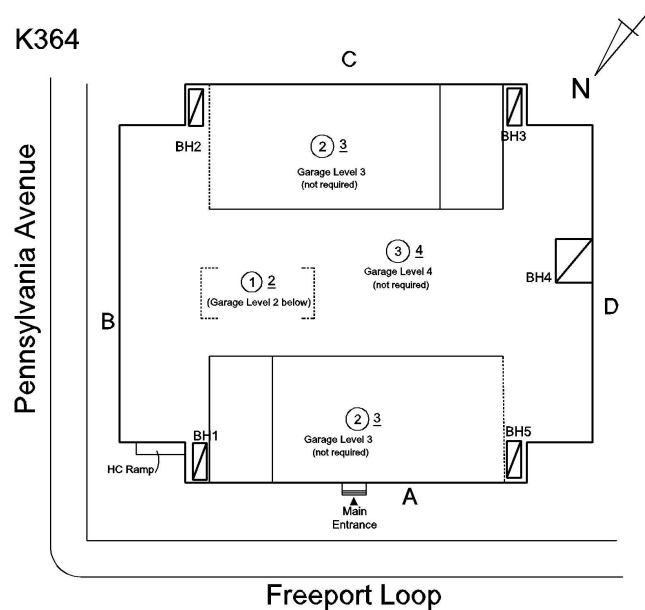 K364
N
C
BH2
BH3
② 3
Garage Level 3
(not required)
③ 4
Garage Level 4
(not required)
BH4
① 2
(Garage Level 2 below)
B
D
Pennsylvania Avenue
② 3
Garage Level 3
(not required)
BH1
BH5
HC Ramp
A
Main
Entrance
Freeport Loop